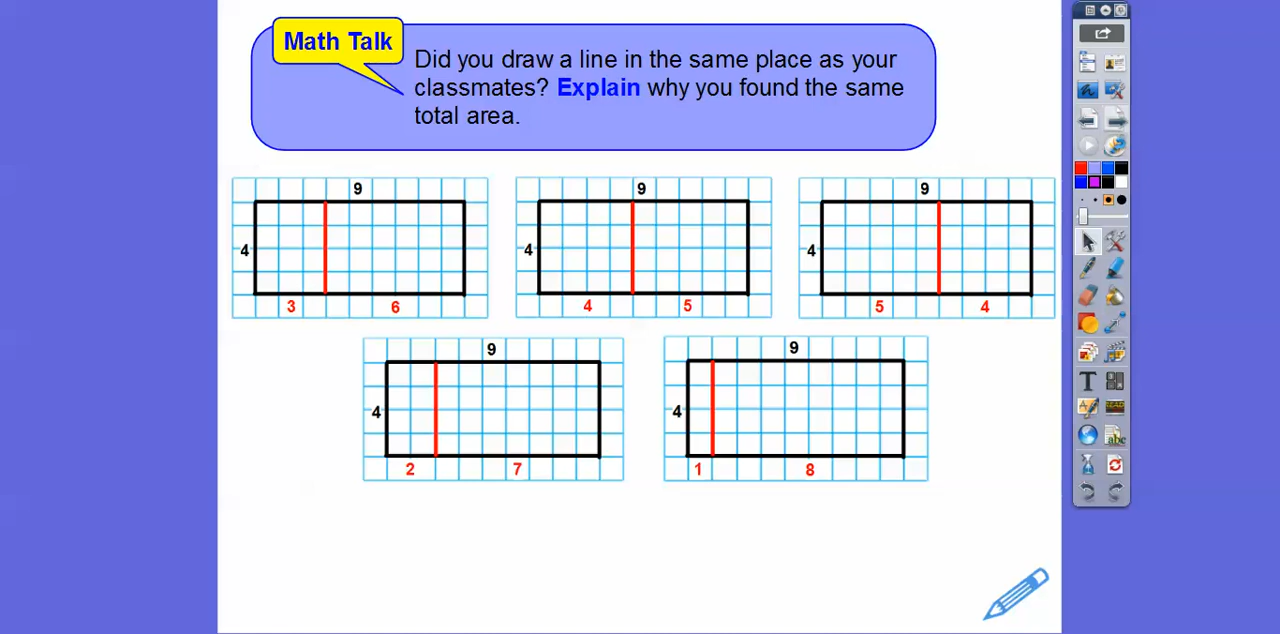 Math Talk
Did you draw a line in the same place as your
classmates? Explain why you found the same
total area.
9
4
3 6
9
4
4 5
9
4
5 4
9
4
2 7
9
4
1 8
T
abc